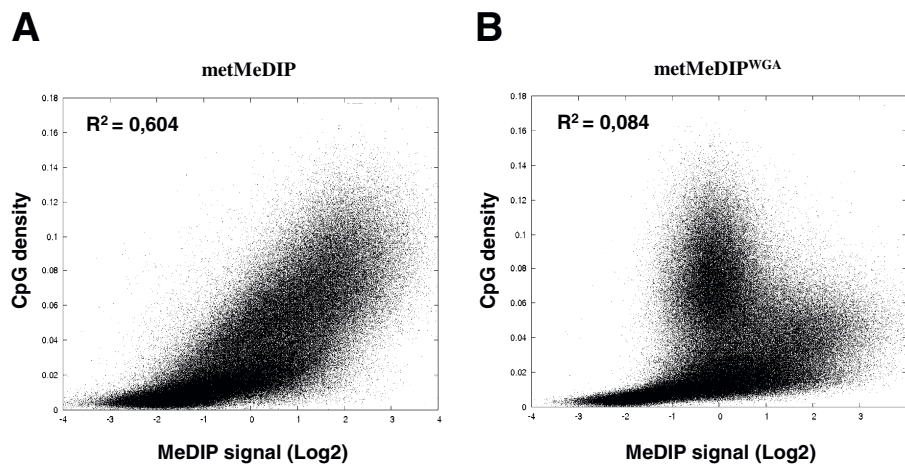 A
metMeDIP
R² = 0,604
0.18
0.16
0.14
0.12
0.1
0.08
0.06
0.04
0.02
0
CpG density
-4 -3 -2 -1 0 1 2 3 4
MeDIP signal (Log2)
B
metMeDIPᵂᴳᴬ
R² = 0,084
0.18
0.16
0.14
0.12
0.1
0.08
0.06
0.04
0.02
0
CpG density
-4 -3 -2 -1 0 1 2 3
MeDIP signal (Log2)